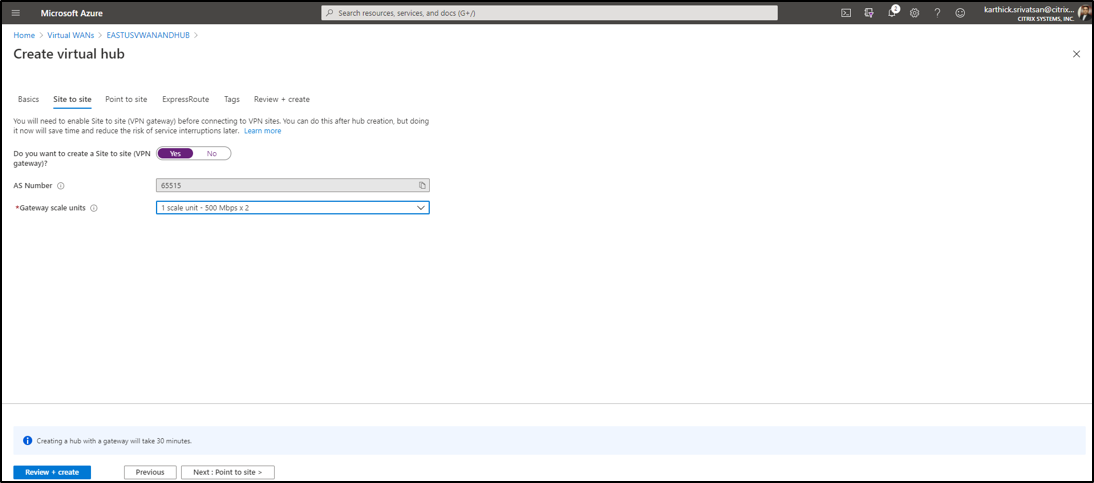 Microsoft Azure
Search resources, services, and docs (G+/)
2
karthick.srivatsan@citrix...
CITRIX SYSTEMS, INC.
Home > Virtual WANs > EASTUSVWANANDHUB >
Create virtual hub
Basics Site to site Point to site ExpressRoute Tags Review + create
You will need to enable Site to site (VPN gateway) before connecting to VPN sites. You can do this after hub creation, but doing
it now will save time and reduce the risk of service interruptions later. Learn more
Do you want to create a Site to site (VPN
gateway)?
Yes No
AS Number
65515
*Gateway scale units
1 scale unit - 500 Mbps x 2
Creating a hub with a gateway will take 30 minutes.
Review + create Previous Next : Point to site >